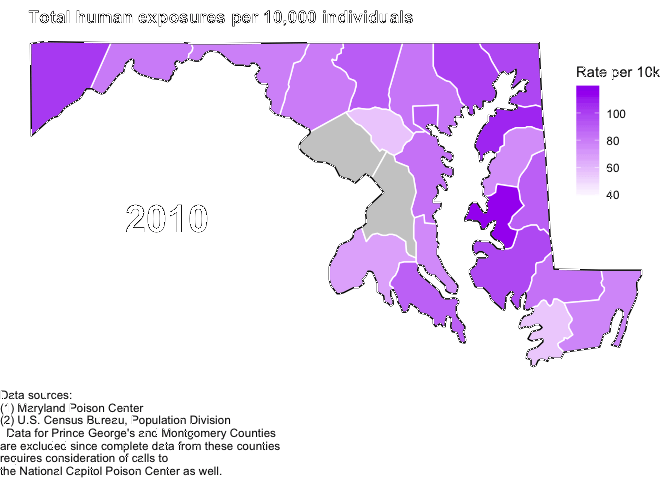 Total human exposures per 10,000 individuals
Rate per 10k
100
80
60
40
2010
Data sources:
(1) Maryland Poison Center
(2) U.S. Census Bureau, Population Division
Data for Prince George's and Montgomery Counties
are excluded since complete data from these counties
requires consideration of calls to
the National Capitol Poison Center as well.